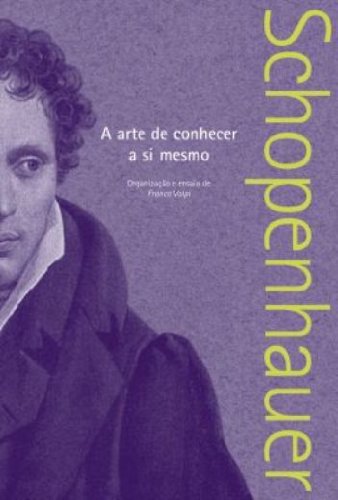 Schopenhauer
A arte de conhecer
a si mesmo
Organização e ensaio de
Franco Volpi